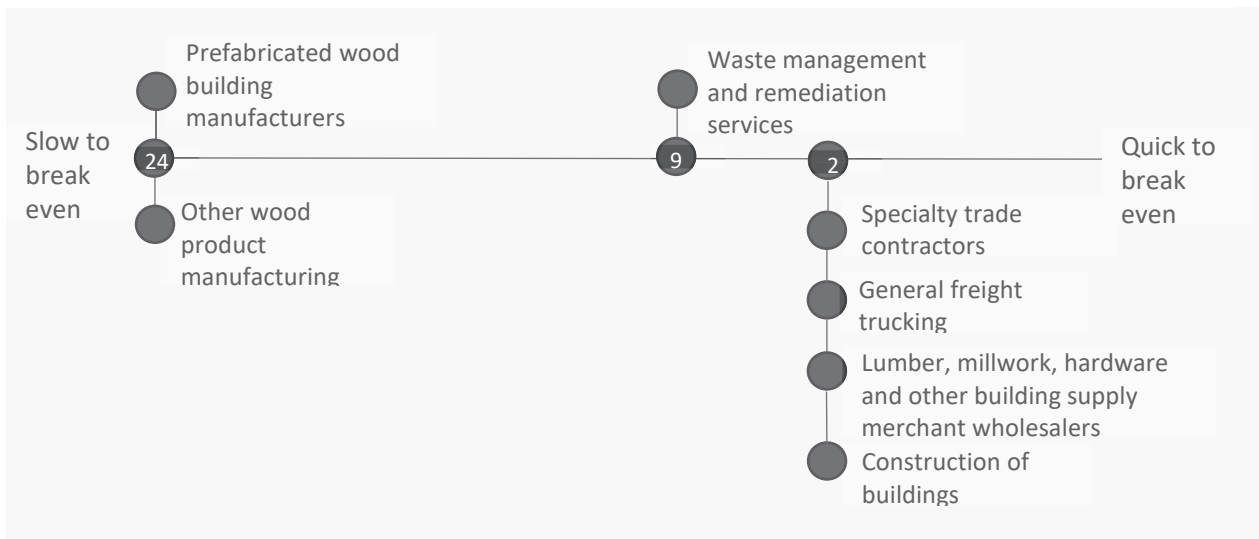 Prefabricated wood
building
manufacturers
Slow to
break
even
24
Other wood
product
manufacturing
Waste management
and remediation
services
9
2
Specialty trade
contractors
General freight
trucking
Lumber, millwork, hardware
and other building supply
merchant wholesalers
Construction of
buildings
Quick to
break
even